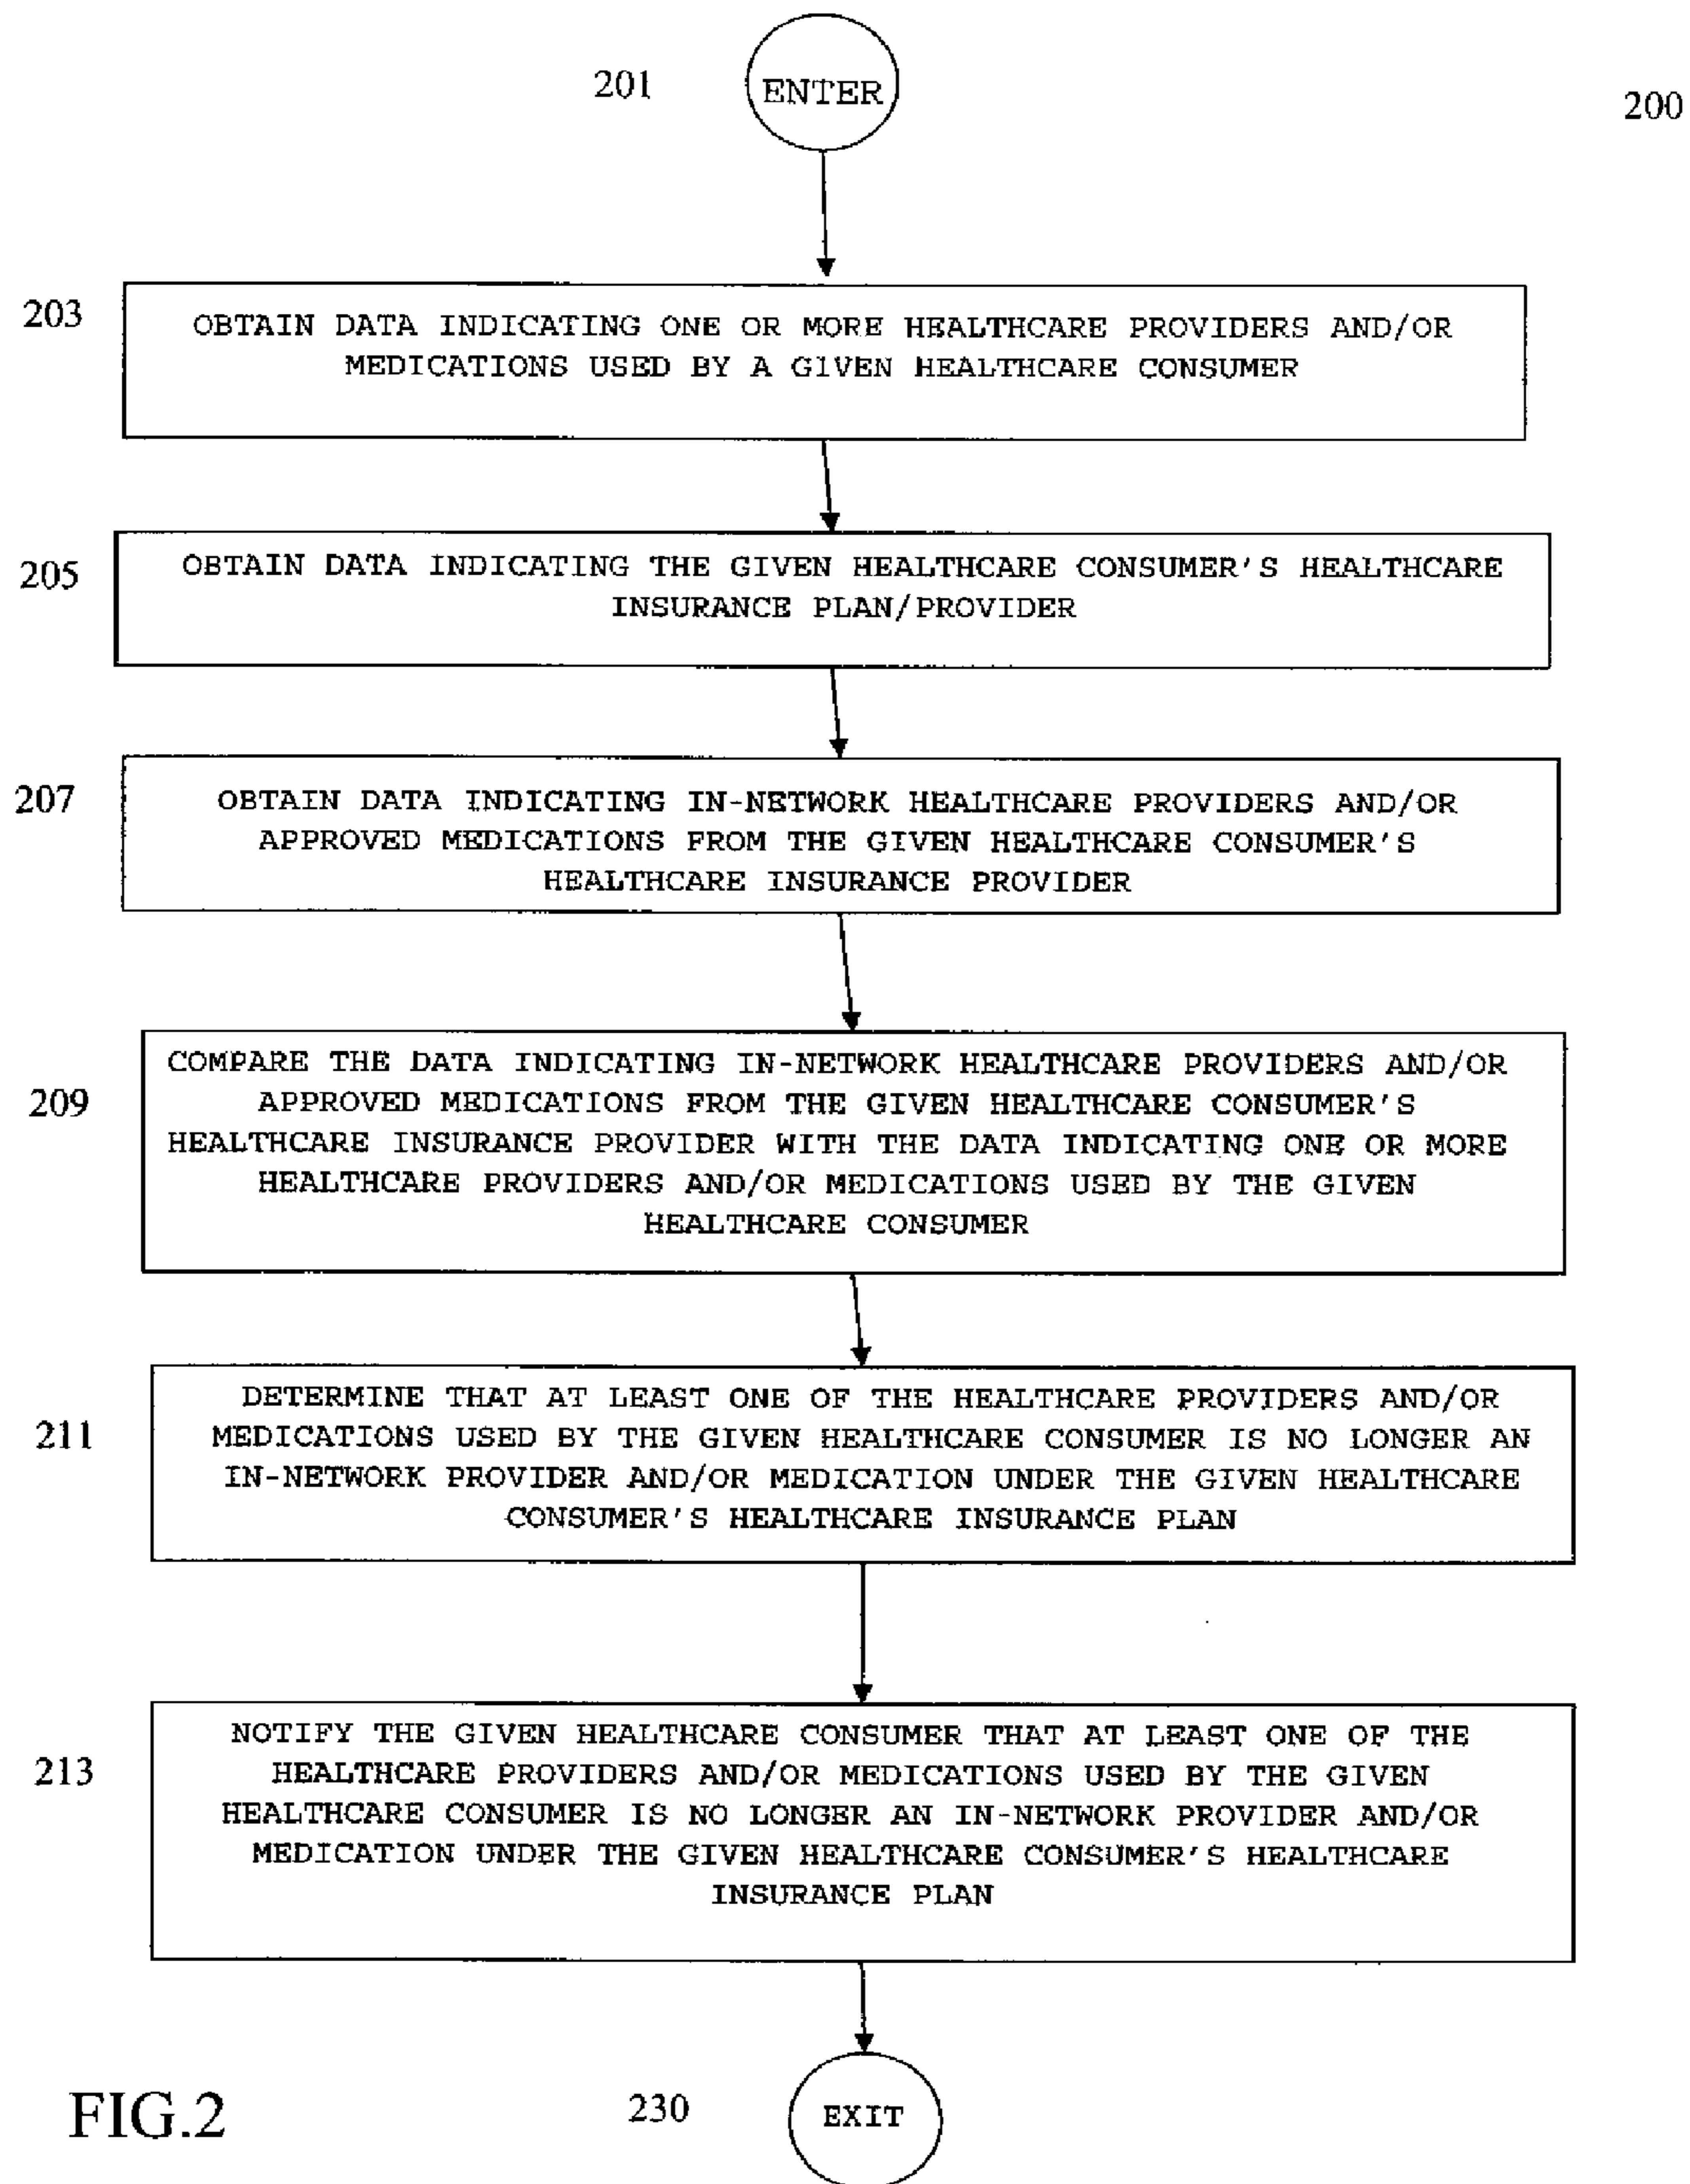 201
ENTER
200
203
OBTAIN DATA INDICATING ONE OR MORE HEALTHCARE PROVIDERS AND/OR
MEDICATIONS USED BY A GIVEN HEALTHCARE CONSUMER
205
OBTAIN DATA INDICATING THE GIVEN HEALTHCARE CONSUMER'S HEALTHCARE
INSURANCE PLAN/PROVIDER
207
OBTAIN DATA INDICATING IN-NETWORK HEALTHCARE PROVIDERS AND/OR
APPROVED MEDICATIONS FROM THE GIVEN HEALTHCARE CONSUMER'S
HEALTHCARE INSURANCE PROVIDER
209
COMPARE THE DATA INDICATING IN-NETWORK HEALTHCARE PROVIDERS AND/OR
APPROVED MEDICATIONS FROM THE GIVEN HEALTHCARE CONSUMER'S
HEALTHCARE INSURANCE PROVIDER WITH THE DATA INDICATING ONE OR MORE
HEALTHCARE PROVIDERS AND/OR MEDICATIONS USED BY THE GIVEN
HEALTHCARE CONSUMER
211
DETERMINE THAT AT LEAST ONE OF THE HEALTHCARE PROVIDERS AND/OR
MEDICATIONS USED BY THE GIVEN HEALTHCARE CONSUMER IS NO LONGER AN
IN-NETWORK PROVIDER AND/OR MEDICATION UNDER THE GIVEN HEALTHCARE
CONSUMER'S HEALTHCARE INSURANCE PLAN
213
NOTIFY THE GIVEN HEALTHCARE CONSUMER THAT AT LEAST ONE OF THE
HEALTHCARE PROVIDERS AND/OR MEDICATIONS USED BY THE GIVEN
HEALTHCARE CONSUMER IS NO LONGER AN IN-NETWORK PROVIDER AND/OR
MEDICATION UNDER THE GIVEN HEALTHCARE CONSUMER'S HEALTHCARE
INSURANCE PLAN
FIG.2
230
EXIT